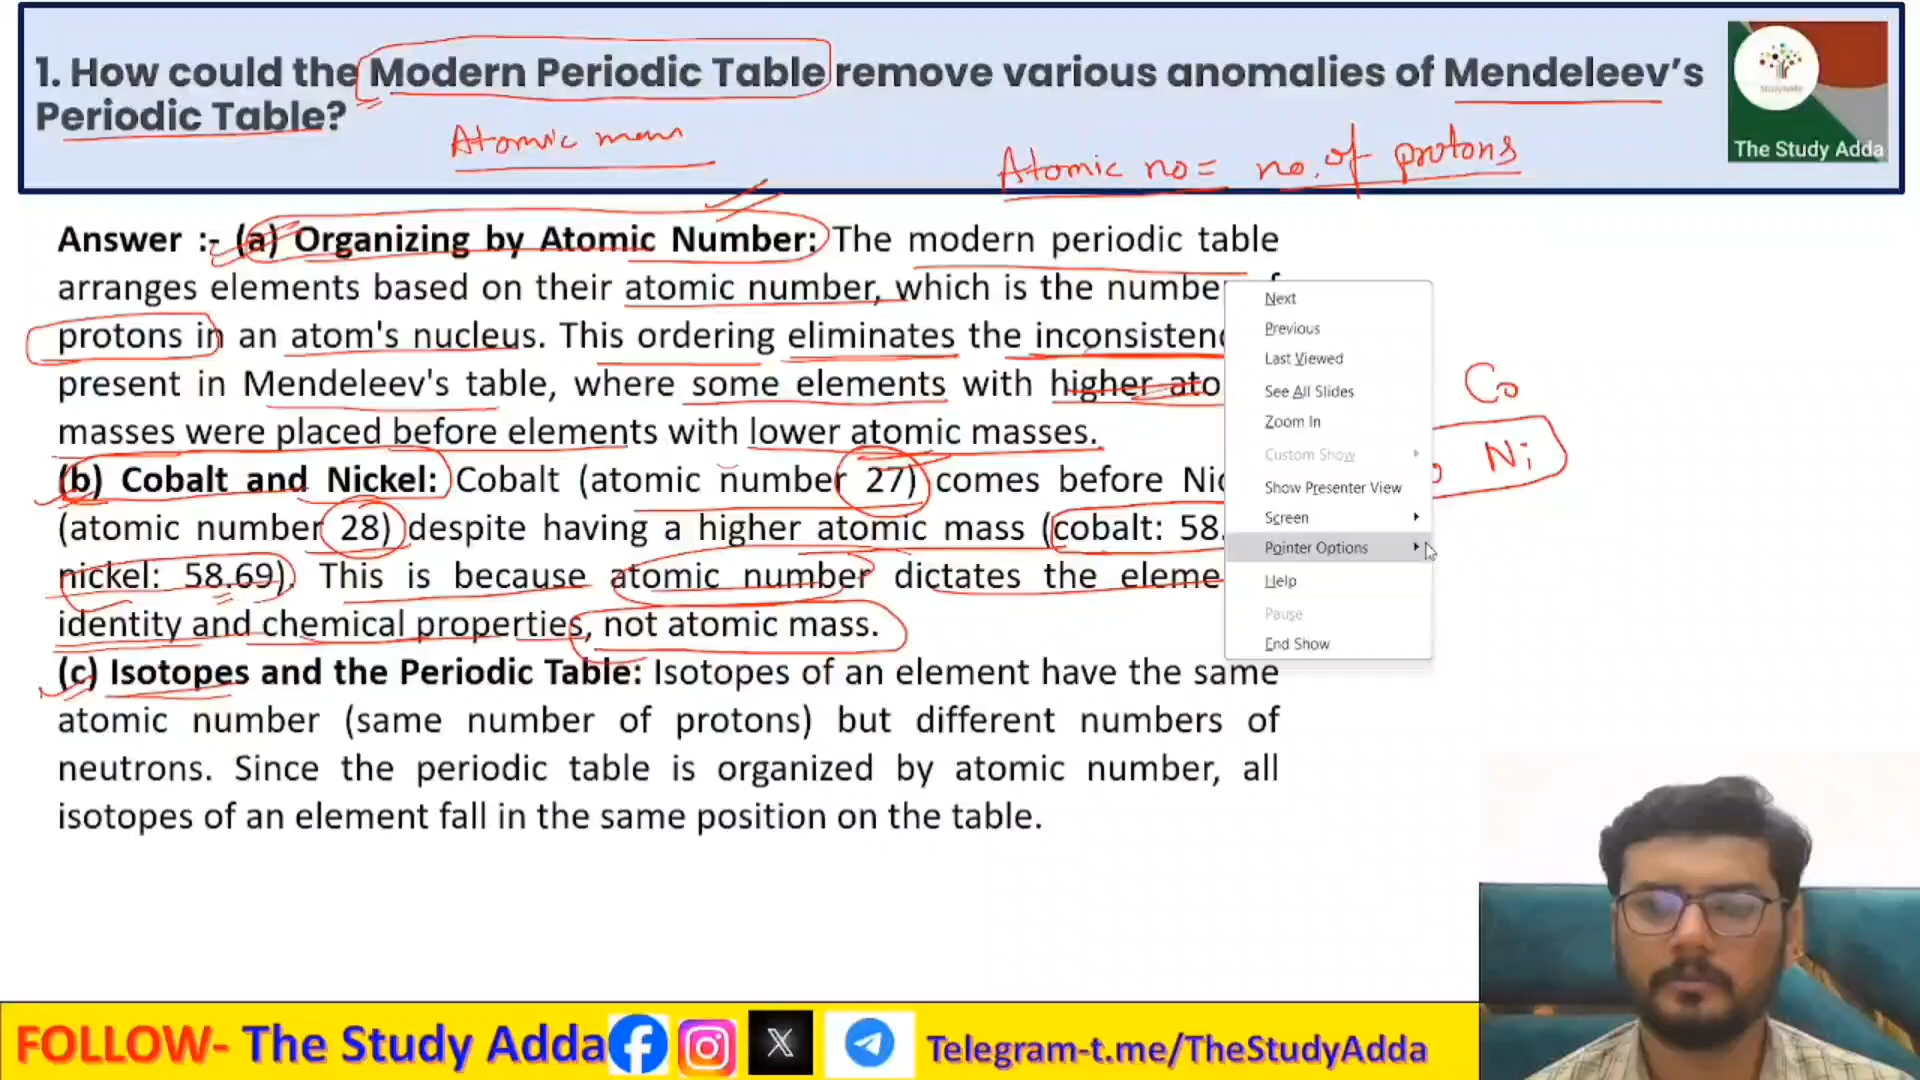 1. How could the Modern Periodic Table remove various anomalies of Mendeleev's
Periodic Table?
Atomic mass
Atomic no = no. of protons
The Study Adda
Answer :- (a) Organizing by Atomic Number: The modern periodic table
arranges elements based on their atomic number, which is the number
protons in an atom's nucleus. This ordering eliminates the inconsistenc
present in Mendeleev's table, where some elements with higher ato
masses were placed before elements with lower atomic masses.
(b) Cobalt and Nickel: Cobalt (atomic number 27) comes before Nic
(atomic number 28) despite having a higher atomic mass (cobalt: 58.
nickel: 58.69). This is because atomic number dictates the eleme
identity and chemical properties, not atomic mass.
(c) Isotopes and the Periodic Table: Isotopes of an element have the same
atomic number (same number of protons) but different numbers of
neutrons. Since the periodic table is organized by atomic number, all
isotopes of an element fall in the same position on the table.
Next
Previous
Last Viewed
See All Slides
Zoom In
Custom Show
Show Presenter View
Screen
Pointer Options
Help
Pause
End Show
Co
Ni
FOLLOW- The Study Adda
Telegram-t.me/TheStudyAdda